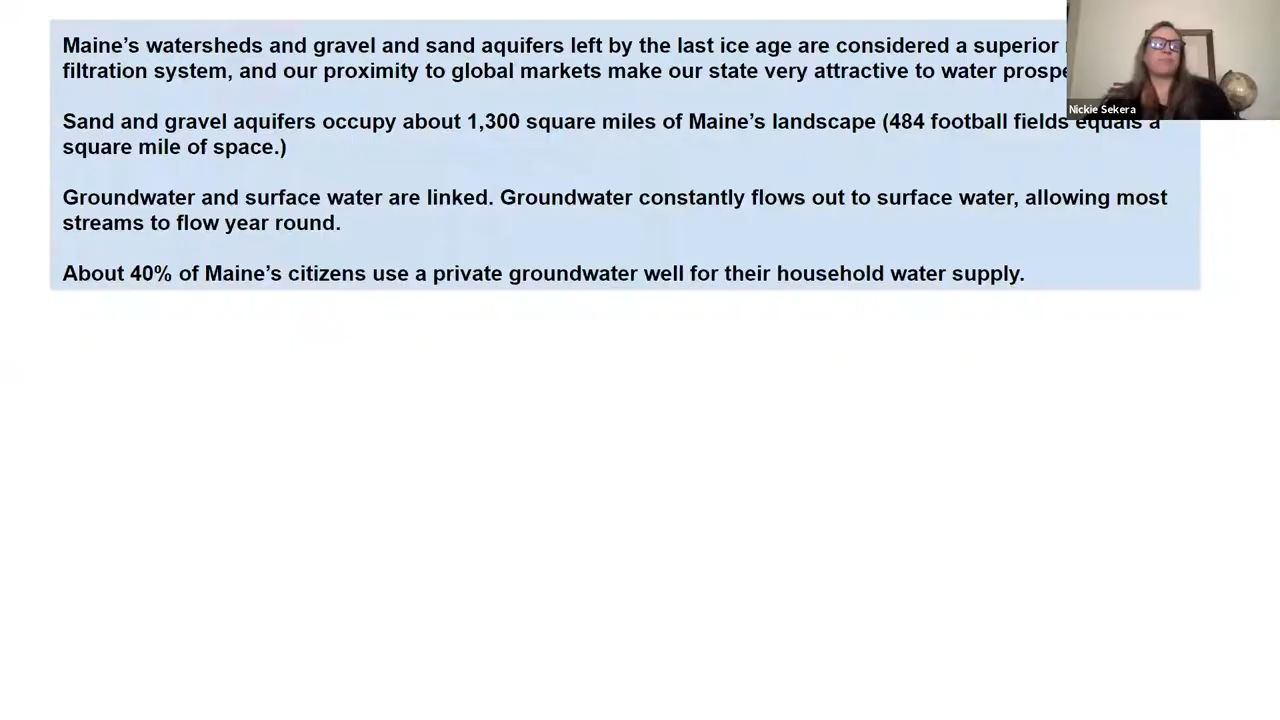 Maine’s watersheds and gravel and sand aquifers left by the last ice age are considered a superior
filtration system, and our proximity to global markets make our state very attractive to water
Sand and gravel aquifers occupy about 1,300 square miles of Maine’s landscape (484 football fields equals a
square mile of space.)
Groundwater and surface water are linked. Groundwater constantly flows out to surface water, allowing most
streams to flow year round.
About 40% of Maine’s citizens use a private groundwater well for their household water supply.
Nickie Sekera